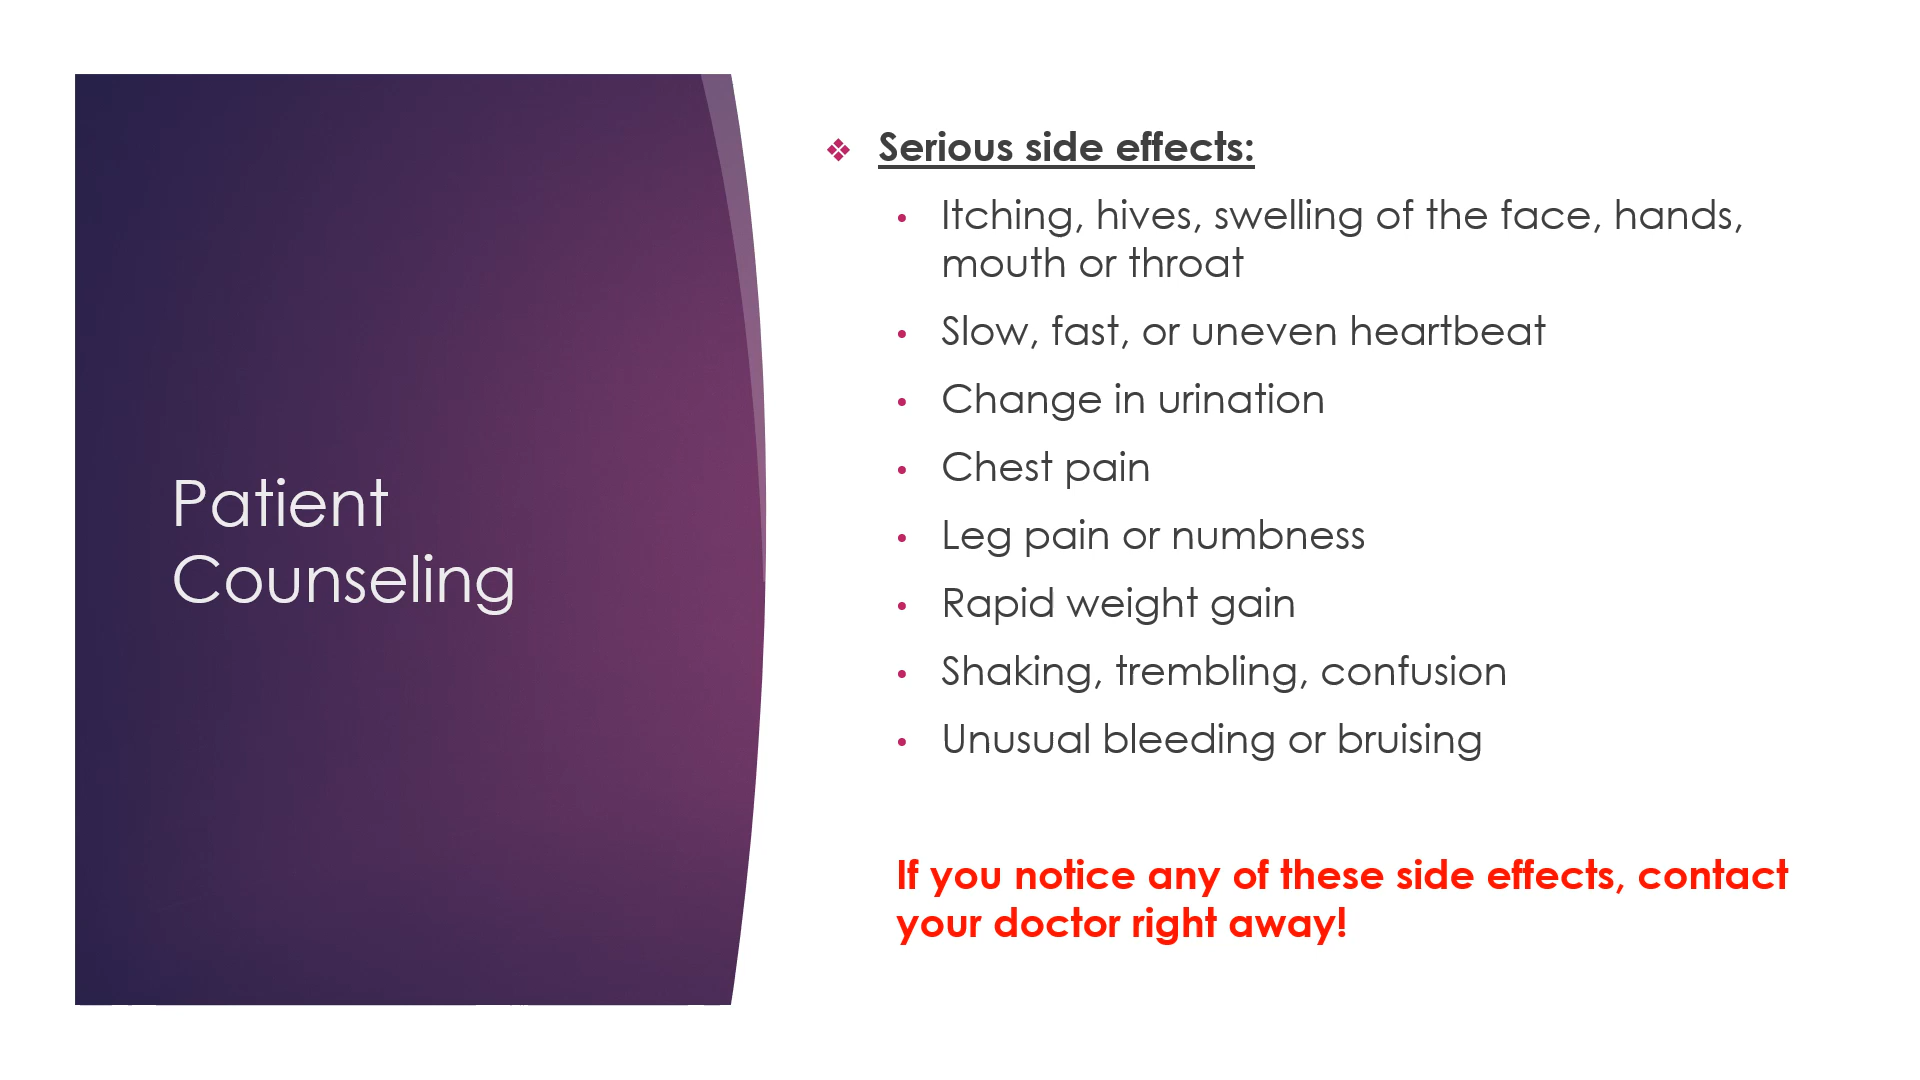 Patient
Counseling
❖ Serious side effects:
• Itching, hives, swelling of the face, hands,
mouth or throat
• Slow, fast, or uneven heartbeat
• Change in urination
• Chest pain
• Leg pain or numbness
• Rapid weight gain
• Shaking, trembling, confusion
• Unusual bleeding or bruising
If you notice any of these side effects, contact
your doctor right away!